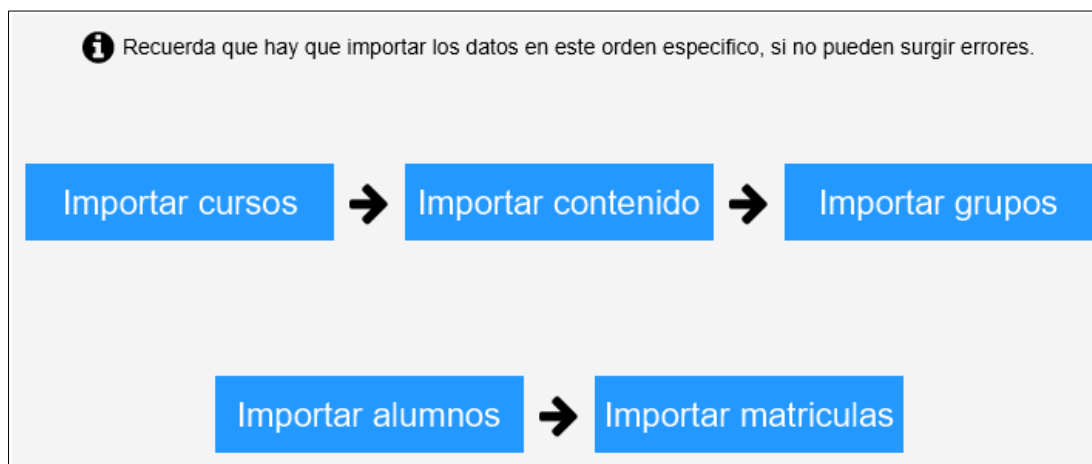 Recuerda que hay que importar los datos en este orden especifico, si no pueden surgir errores.
Importar cursos
Importar contenido
Importar grupos
Importar alumnos
Importar matriculas